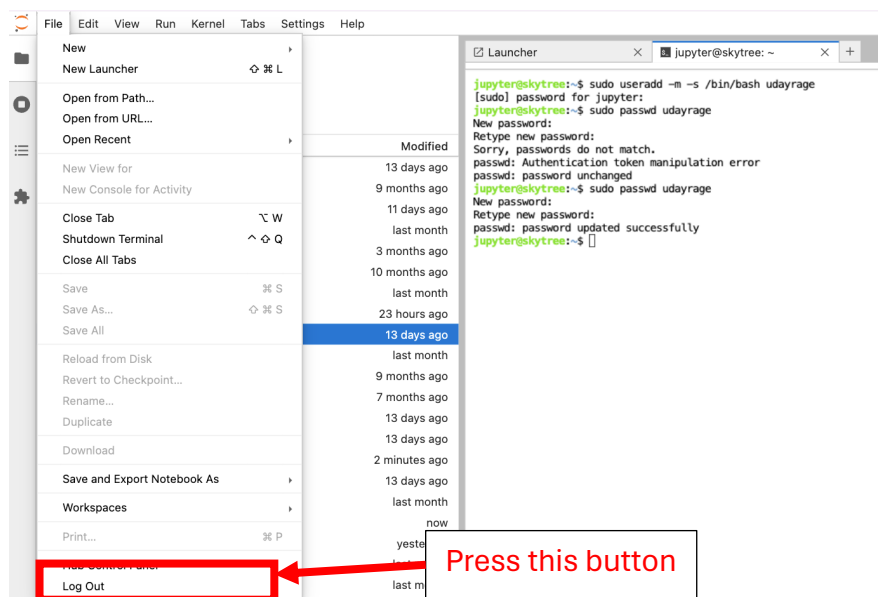 File Edit View Run Kernel Tabs Settings Help
New
New Launcher ⇧ ⌘ L
Open from Path...
Open from URL...
Open Recent
New View for
New Console for Activity
Close Tab ⌥ W
Shutdown Terminal ^ ⇧ Q
Close All Tabs
Save ⌘ S
Save As... ⇧ ⌘ S
Save All
Reload from Disk
Revert to Checkpoint...
Rename...
Duplicate
Download
Save and Export Notebook As
Workspaces
Print... ⌘ P
Log Out
Modified
13 days ago
9 months ago
11 days ago
last month
3 months ago
10 months ago
last month
23 hours ago
13 days ago
last month
9 months ago
7 months ago
13 days ago
13 days ago
2 minutes ago
13 days ago
last month
now
Launcher
jupyter@skytree: ~
jupyter@skytree:~$ sudo useradd -m -s /bin/bash udayrage
[sudo] password for jupyter:
jupyter@skytree:~$ sudo passwd udayrage
New password:
Retype new password:
Sorry, passwords do not match.
passwd: Authentication token manipulation error
passwd: password unchanged
jupyter@skytree:~$ sudo passwd udayrage
New password:
Retype new password:
passwd: password updated successfully
jupyter@skytree:~$
Press this button